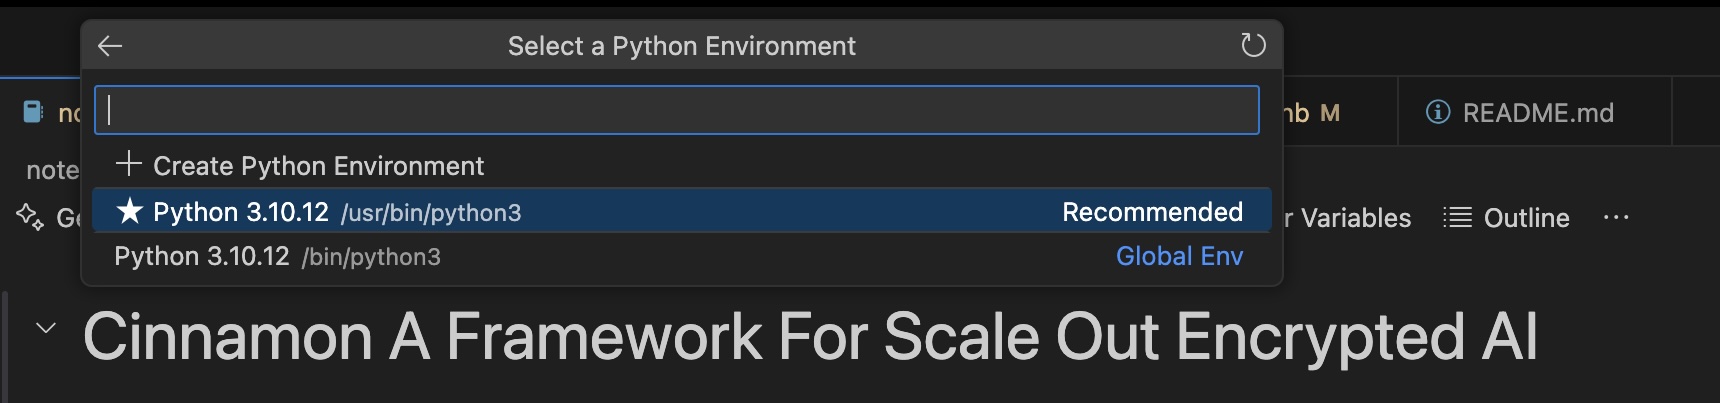 Select a Python Environment
README.md
M
Create Python Environment
note
Python 3.10.12 /usr/bin/python3 Recommended
Variables Outline ...
Python 3.10.12 /bin/python3 Global Env
Cinnamon A Framework For Scale Out Encrypted AI